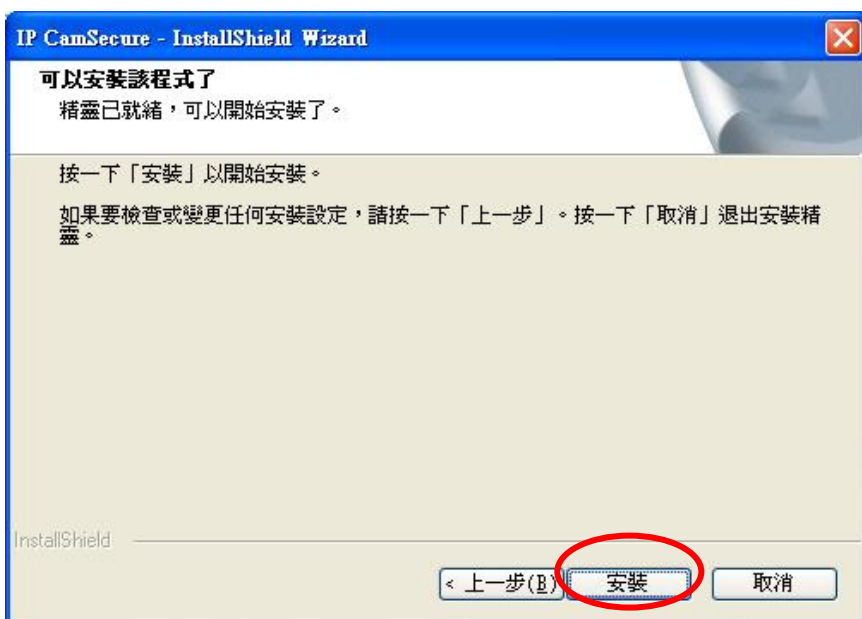 IP CamSecure - InstallShield Wizard
可以安裝該程式了
精靈已就緒，可以開始安裝了。
按一下「安裝」以開始安裝。
如果要檢查或變更任何安裝設定，請按一下「上一步」。按一下「取消」退出安裝精
靈。
InstallShield
< 上一步(B) 安裝 取消